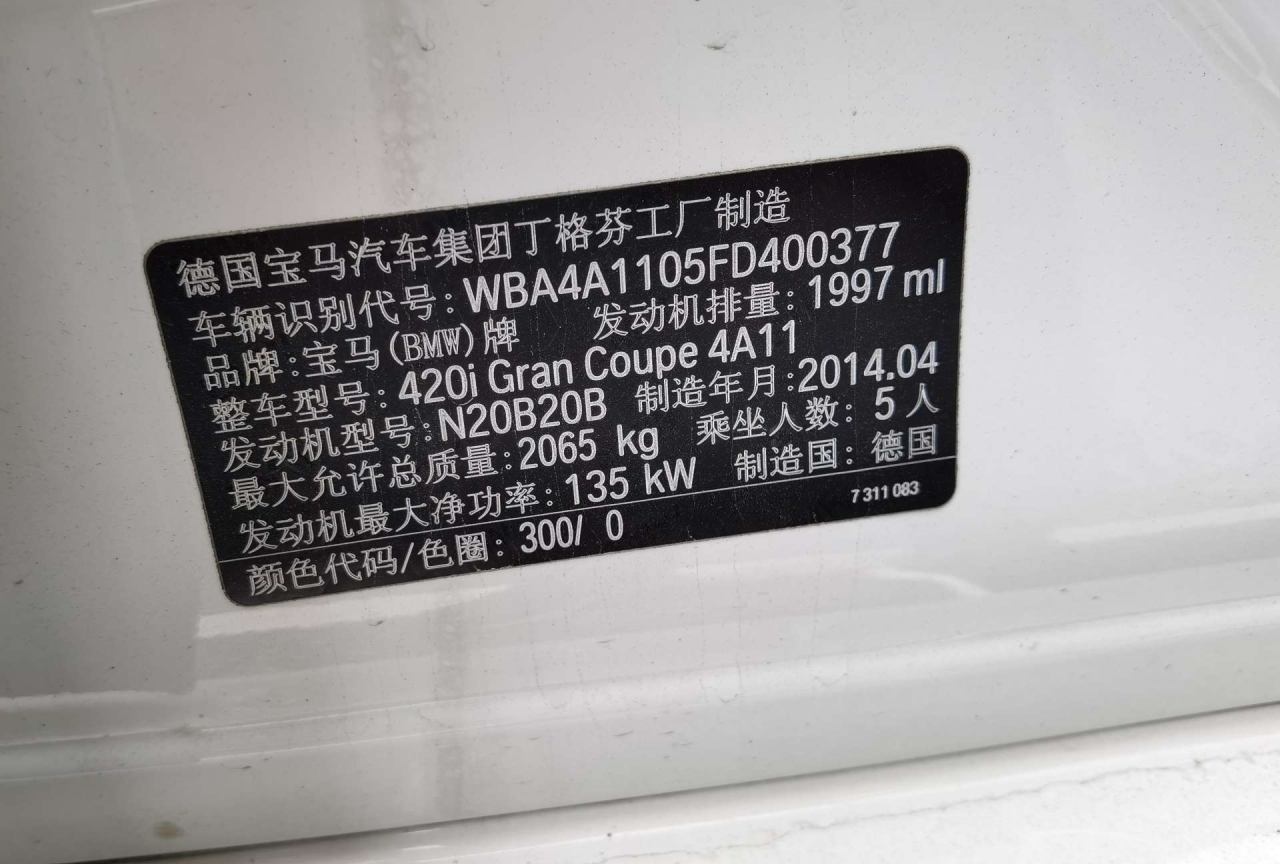 德国宝马汽车集团丁格芬工厂制造
车辆识别代号: WBA4A1105FD400377
品牌: 宝马(BMW)牌 发动机排量: 1997 ml
整车型号: 420i Gran Coupe 4A11
发动机型号: N20B20B 制造年月: 2014.04
最大允许总质量: 2065 kg 乘坐人数: 5 人
发动机最大净功率: 135 kW 制造国: 德国
颜色代码/色圈: 300/ 0 7 311 083